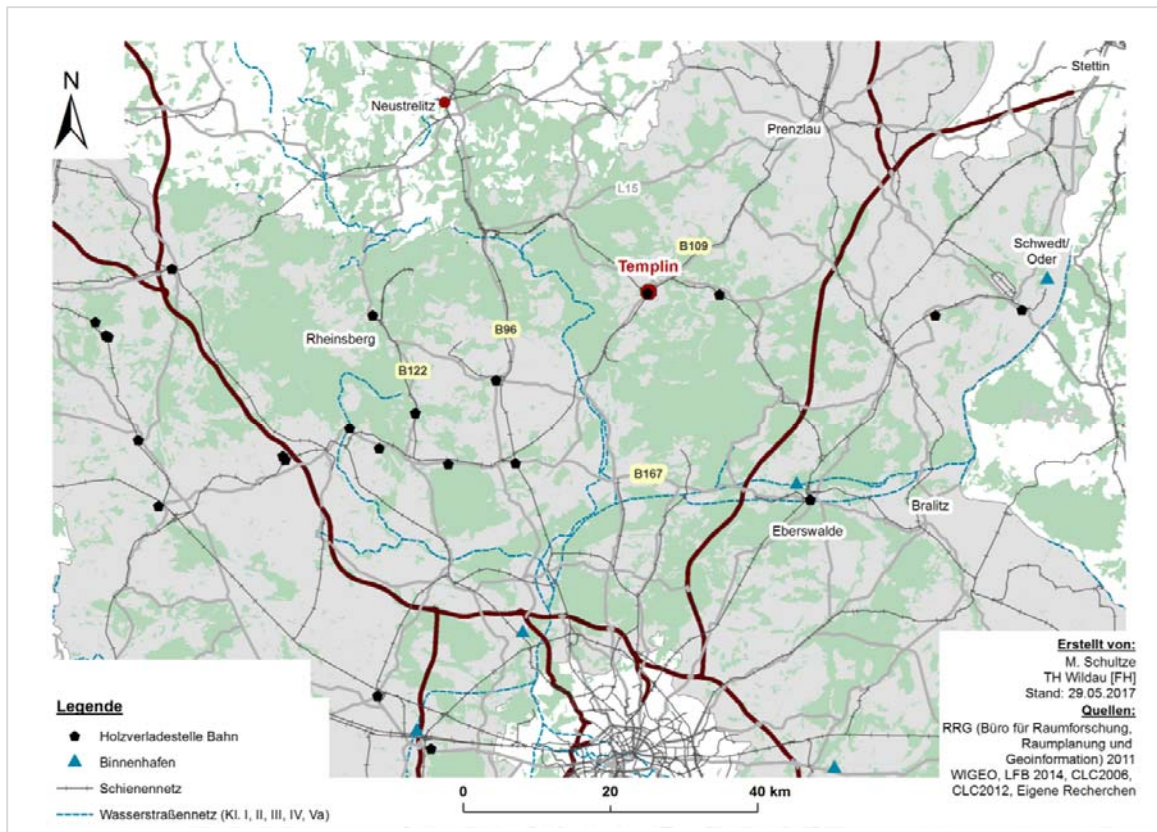 N
Neustrelitz
Stettin
Prenzlau
L15
B109
Templin
Schwedt/
Oder
Rheinsberg
B96
B122
B167
Eberswalde
Bralitz
Legende
Holzverladestelle Bahn
Binnenhafen
Schienennetz
Wasserstraßennetz (Kl. I, II, III, IV, Va)
0 20 40 km
Erstellt von:
M. Schultze
TH Wildau [FH]
Stand: 29.05.2017
Quellen:
RRG (Büro für Raumforschung,
Raumplanung und
Geoinformation) 2011
WIGEO, LFB 2014, CLC2006,
CLC2012, Eigene Recherchen